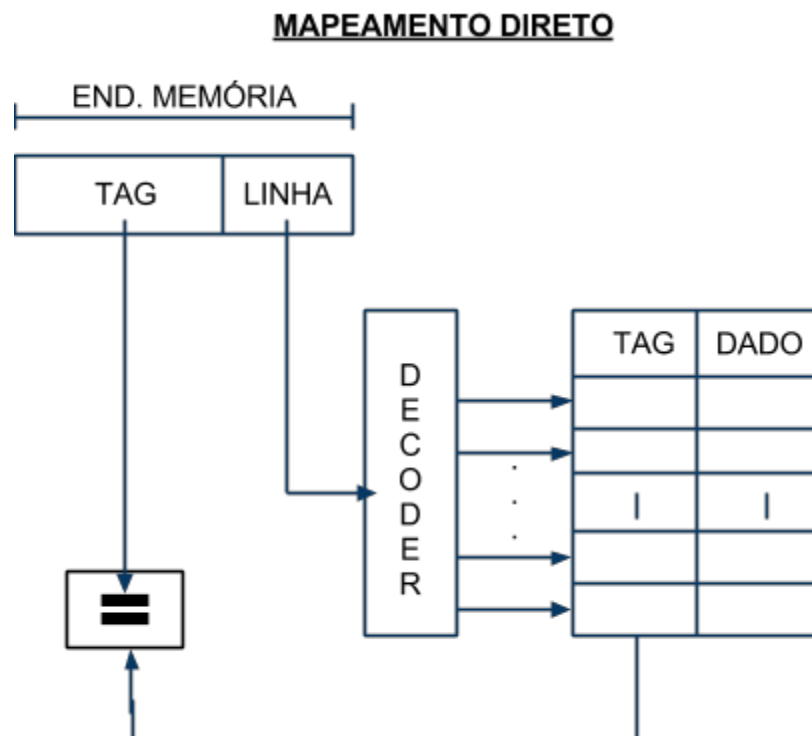 MAPEAMENTO DIRETO
END. MEMÓRIA
TAG LINHA
DECODER
TAG DADO
=